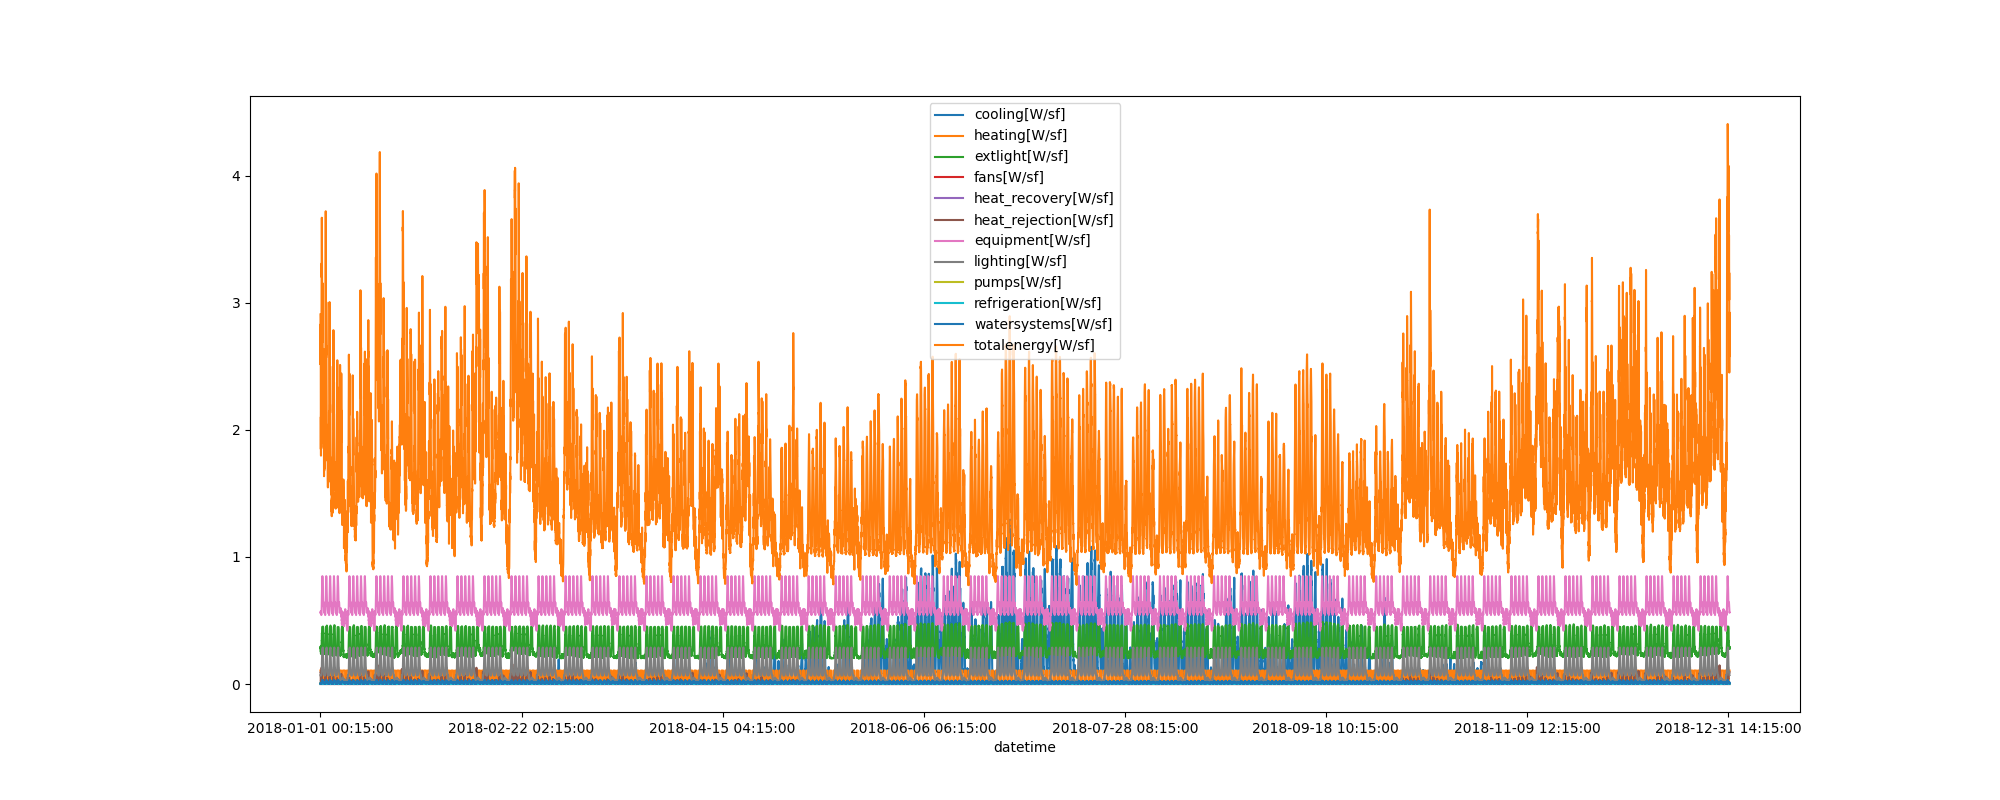 cooling[W/sf]
heating[W/sf]
extlight[W/sf]
fans[W/sf]
heat_recovery[W/sf]
heat_rejection[W/sf]
equipment[W/sf]
lighting[W/sf]
pumps[W/sf]
refrigeration[W/sf]
watersystems[W/sf]
totalenergy[W/sf]
4
3
2
1
0
2018-01-01 00:15:00 2018-02-22 02:15:00 2018-04-15 04:15:00 2018-06-06 06:15:00 2018-07-28 08:15:00 2018-09-18 10:15:00 2018-11-09 12:15:00 2018-12-31 14:15:00
datetime